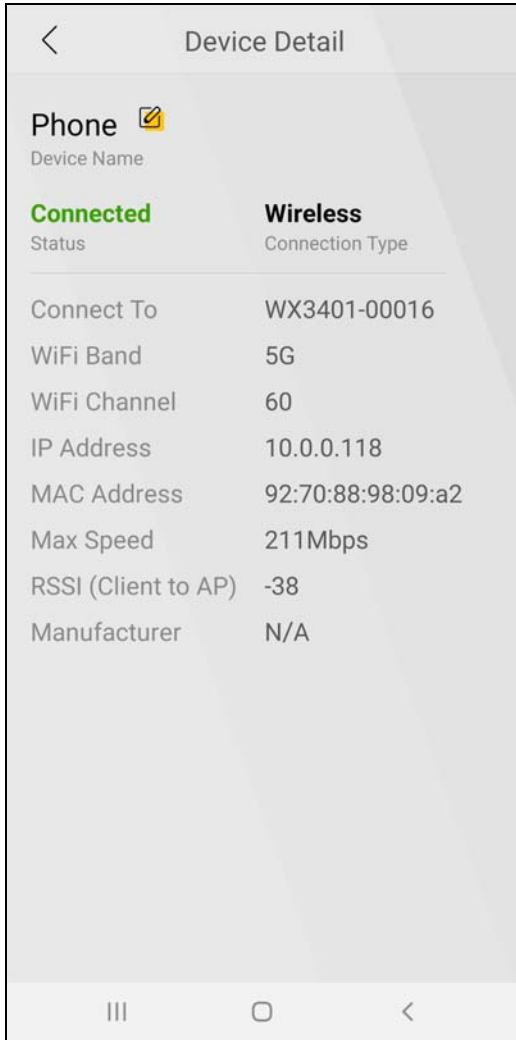 Device Detail
Phone
Device Name
Connected Wireless
Status Connection Type
Connect To WX3401-00016
WiFi Band 5G
WiFi Channel 60
IP Address 10.0.0.118
MAC Address 92:70:88:98:09:a2
Max Speed 211Mbps
RSSI (Client to AP) -38
Manufacturer N/A